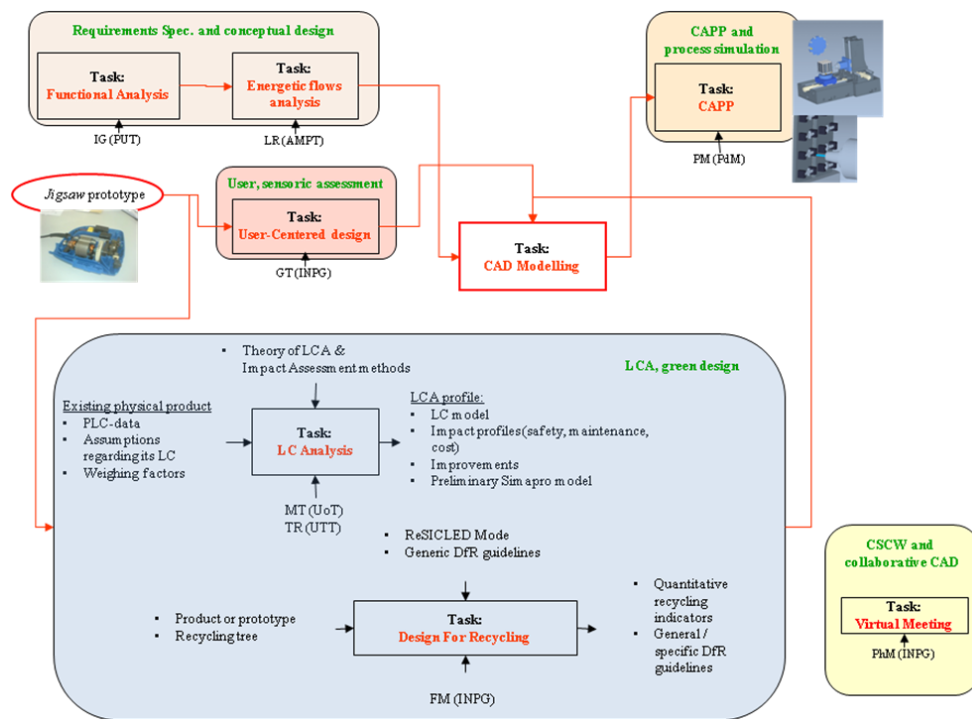 Requirements Spec. and conceptual design
Task:
Functional Analysis
Task:
Energetic flows
analysis
IG (PUT)
LR (AMPT)
CAPP and
process simulation
Task:
CAPP
PM (PdM)
Jigsaw prototype
User, sensoric assessment
Task:
User-Centered design
GT (INPG)
Task:
CAD Modelling
LCA, green design
▪ Theory of LCA &
Impact Assessment methods
Existing physical product
▪ PLC-data
▪ Assumptions
regarding its LC
▪ Weighing factors
Task:
LC Analysis
LCA profile:
▪ LC model
▪ Impact profiles (safety, maintenance,
cost)
▪ Improvements
▪ Preliminary Simapro model
MT (UoT)
TR (UTT)
▪ ReSICLED Mode
▪ Generic DfR guidelines
▪ Product or prototype
▪ Recycling tree
Task:
Design For Recycling
▪ Quantitative
recycling
indicators
▪ General /
specific DfR
guidelines
FM (INPG)
CSCW and
collaborative CAD
Task:
Virtual Meeting
PhM (INPG)